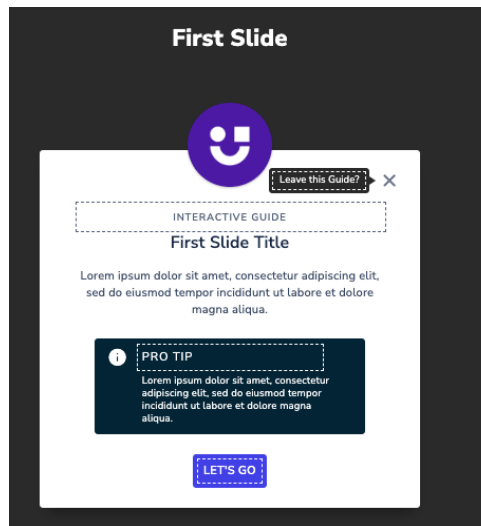 First Slide
Leave this Guide?
INTERACTIVE GUIDE
First Slide Title
Lorem ipsum dolor sit amet, consectetur adipiscing elit,
sed do eiusmod tempor incididunt ut labore et dolore
magna aliqua.
PRO TIP
Lorem ipsum dolor sit amet, consectetur
adipiscing elit, sed do eiusmod tempor
incididunt ut labore et dolore magna
aliqua.
LET'S GO